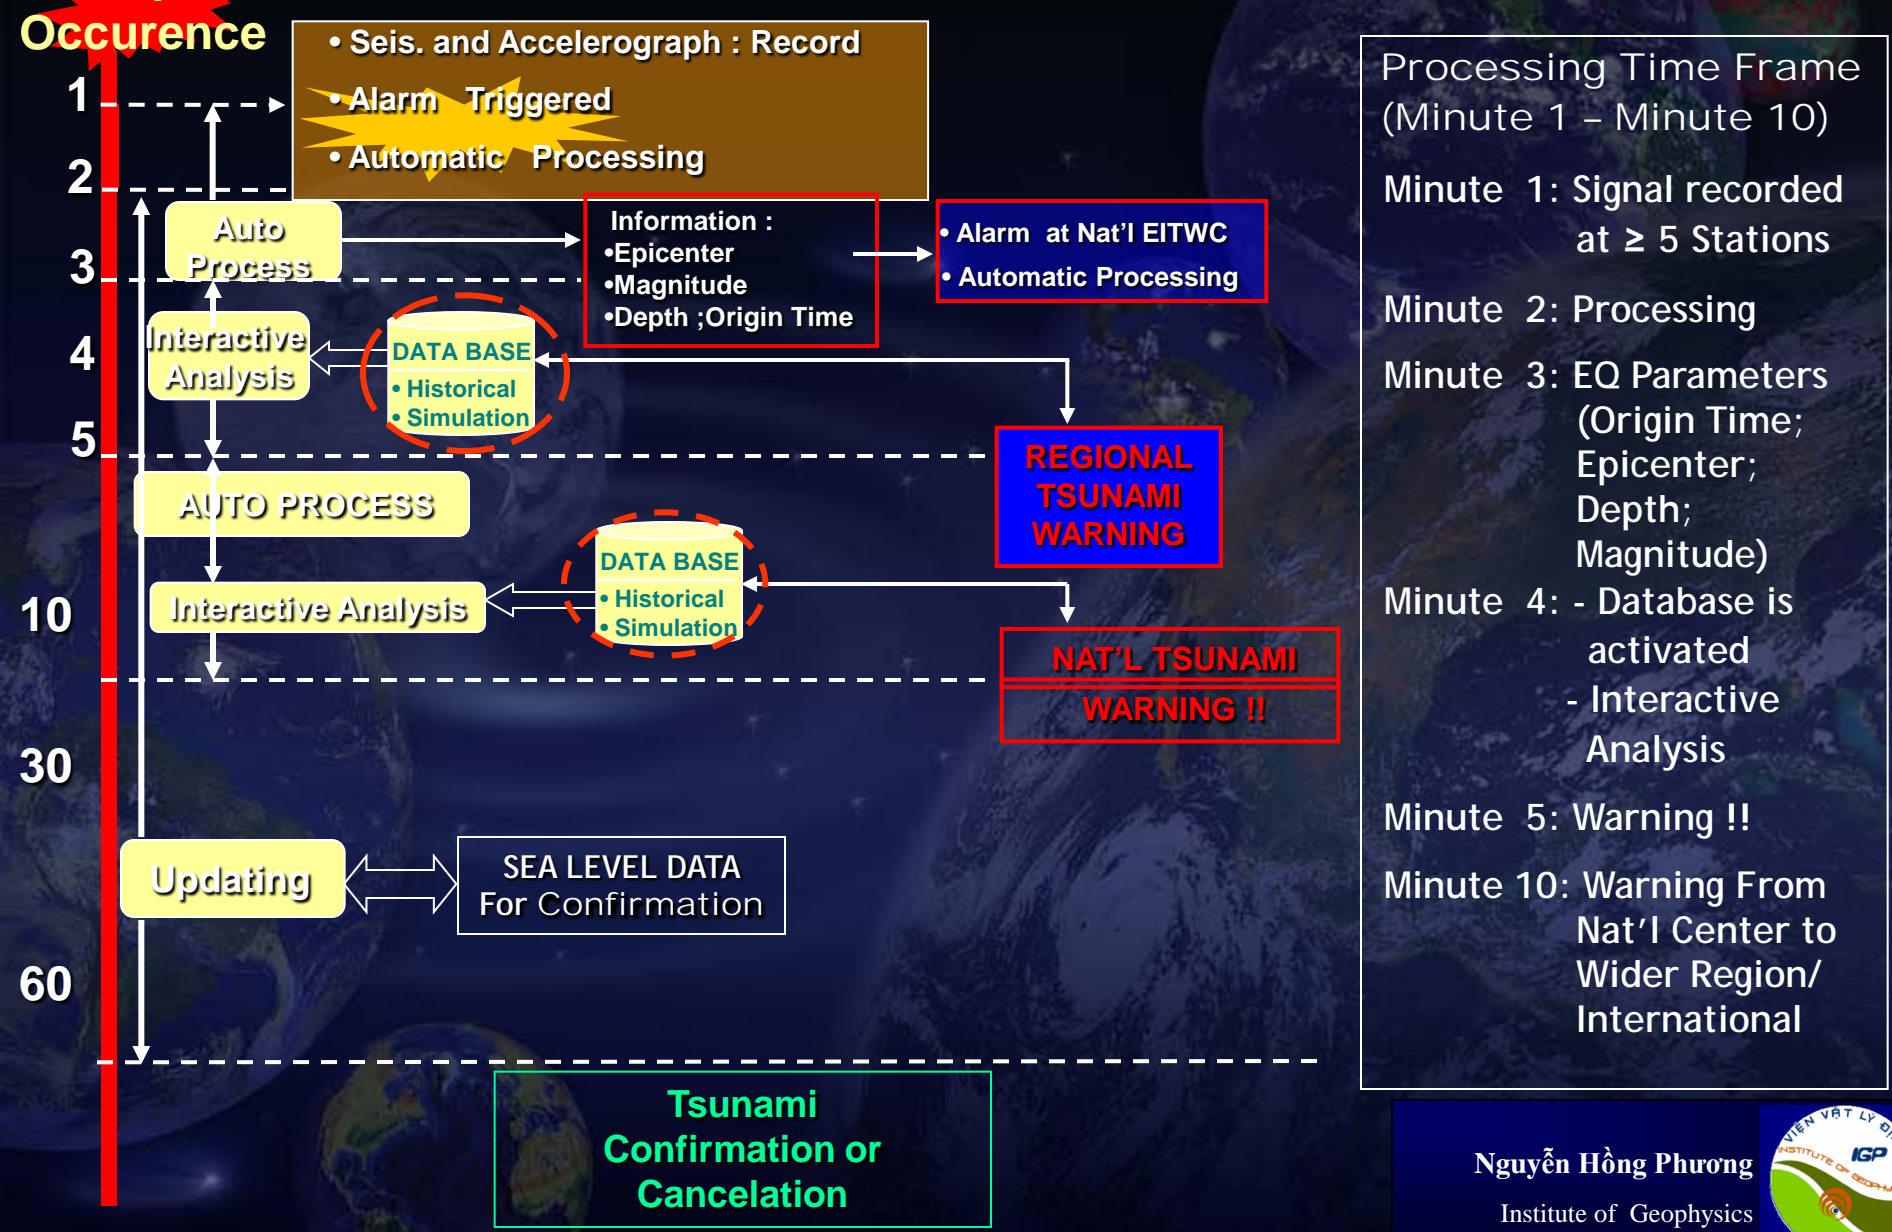 Occurence
1
2
3
4
5
10
30
60
• Seis. and Accelerograph : Record
• Alarm Triggered
• Automatic Processing
Auto
Process
Information :
•Epicenter
•Magnitude
•Depth ;Origin Time
• Alarm at Nat'l EITWC
• Automatic Processing
Interactive
Analysis
DATA BASE
• Historical
• Simulation
REGIONAL
TSUNAMI
WARNING
AUTO PROCESS
Interactive Analysis
DATA BASE
• Historical
• Simulation
NAT'L TSUNAMI
WARNING !!
Updating
SEA LEVEL DATA
For Confirmation
Tsunami
Confirmation or
Cancelation
Processing Time Frame
(Minute 1 – Minute 10)
Minute 1: Signal recorded
at ≥ 5 Stations
Minute 2: Processing
Minute 3: EQ Parameters
(Origin Time;
Epicenter;
Depth;
Magnitude)
Minute 4: - Database is
activated
- Interactive
Analysis
Minute 5: Warning !!
Minute 10: Warning From
Nat'l Center to
Wider Region/
International
Nguyễn Hồng Phương
Institute of Geophysics
VIỆN VẬT LÝ
INSTITUTE OF
IGP